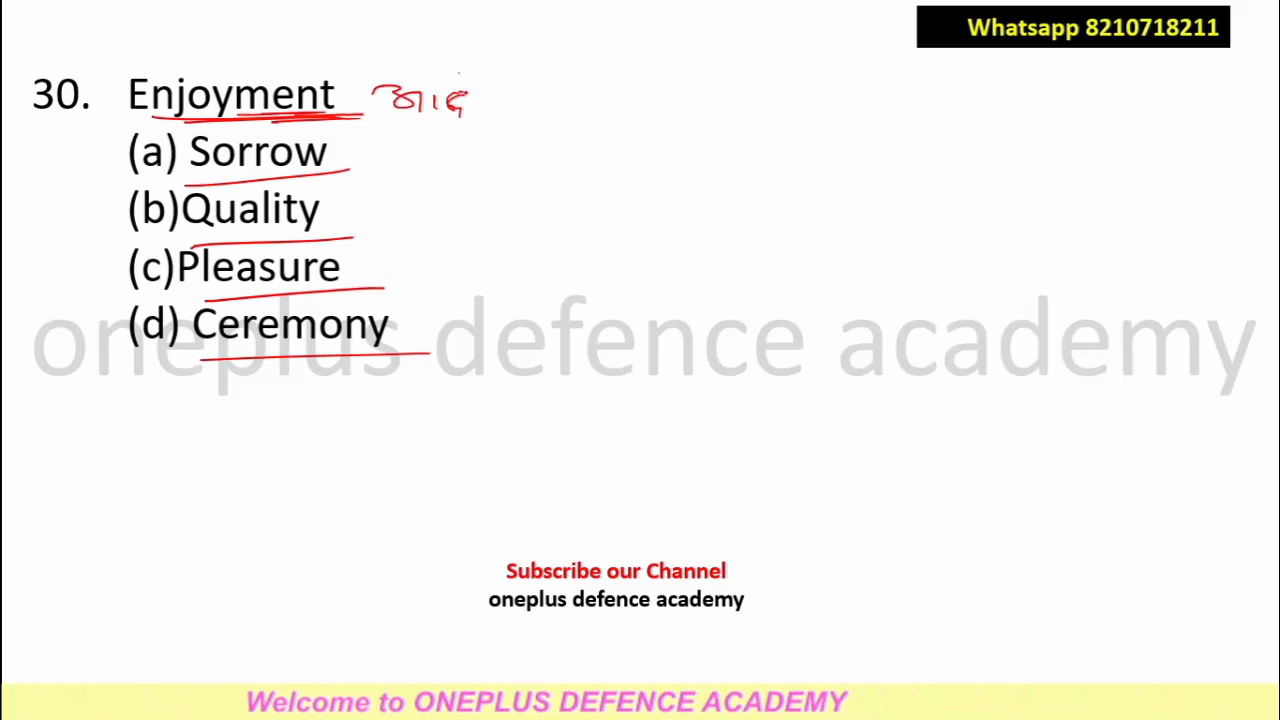 Whatsapp 8210718211
30. Enjoyment
(a) Sorrow
(b)Quality
(c)Pleasure
(d) Ceremony
oneplus defence academy
Subscribe our Channel
oneplus defence academy
Welcome to ONEPLUS DEFENCE ACADEMY